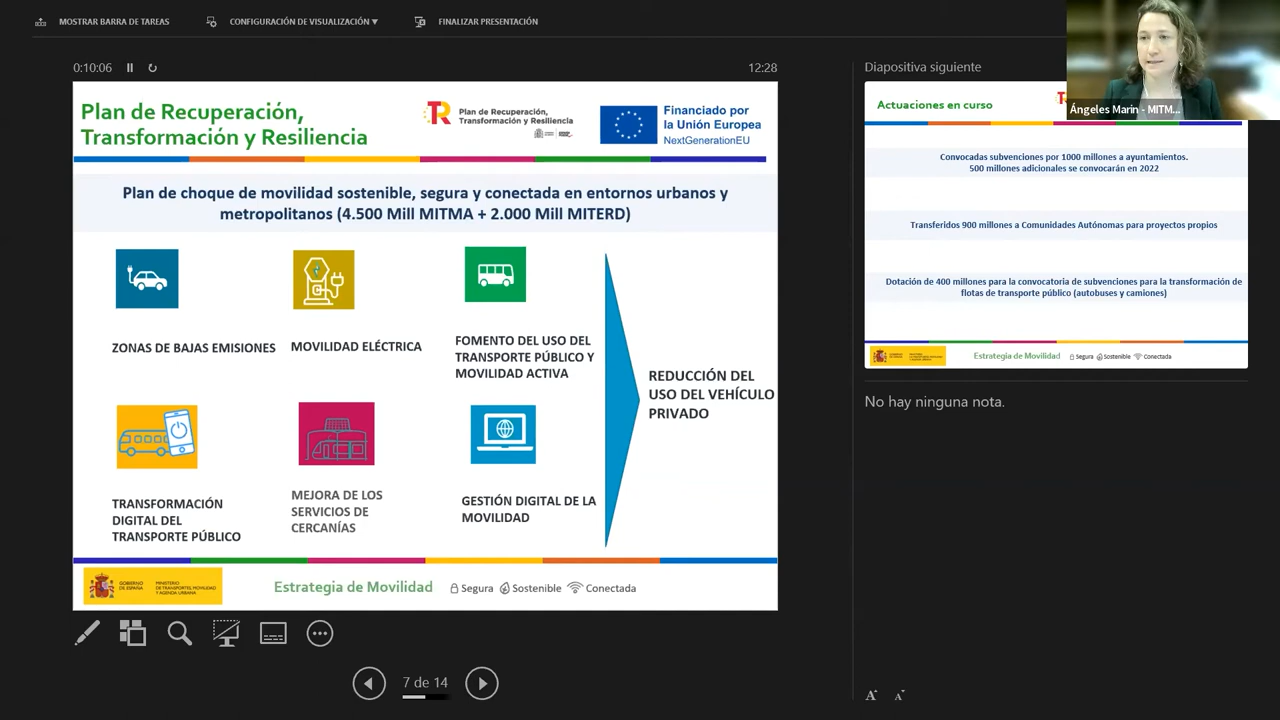 MOSTRAR BARRA DE TAREAS
CONFIGURACIÓN DE VISUALIZACIÓN ▼
FINALIZAR PRESENTACIÓN
0:10:06
12:28
Plan de Recuperación,
Transformación y Resiliencia
Plan de Recuperación,
Transformación y Resiliencia
Financiado por
la Unión Europea
NextGenerationEU
Plan de choque de movilidad sostenible, segura y conectada en entornos urbanos y
metropolitanos (4.500 Mill MITMA + 2.000 Mill MITERD)
ZONAS DE BAJAS EMISIONES
MOVILIDAD ELÉCTRICA
FOMENTO DEL USO DEL
TRANSPORTE PÚBLICO Y
MOVILIDAD ACTIVA
TRANSFORMACIÓN
DIGITAL DEL
TRANSPORTE PÚBLICO
MEJORA DE LOS
SERVICIOS DE
CERCANÍAS
GESTIÓN DIGITAL DE LA
MOVILIDAD
REDUCCIÓN DEL
USO DEL VEHÍCULO
PRIVADO
GOBIERNO
DE ESPAÑA
MINISTERIO
DE TRANSPORTES, MOVILIDAD
Y AGENDA URBANA
Estrategia de Movilidad
Segura
Sostenible
Conectada
7 de 14
Diapositiva siguiente
Ángeles Marin - MITM...
Actuaciones en curso
Convocadas subvenciones por 1000 millones a ayuntamientos.
500 millones adicionales se convocarán en 2022
Transferidos 900 millones a Comunidades Autónomas para proyectos propios
Dotación de 400 millones para la convocatoria de subvenciones para la transformación de
flotas de transporte público (autobuses y camiones)
Estrategia de Movilidad
Segura
Sostenible
Conectada
No hay ninguna nota.
A
A